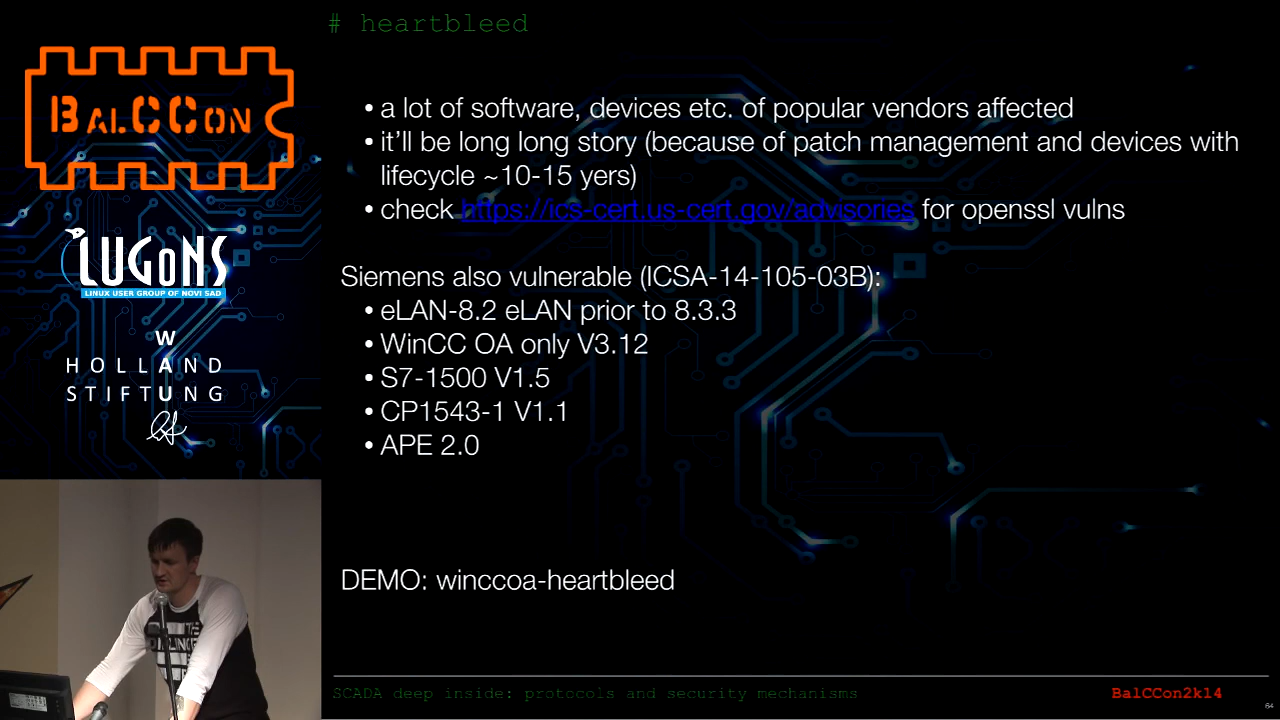 # heartbleed
BALCCON
LUGoNS
LINUX USER GROUP OF NOVI SAD
W
HOLLAND
STIFTUNG
• a lot of software, devices etc. of popular vendors affected
• it'll be long long story (because of patch management and devices with
lifecycle ~10-15 yers)
• check https://ics-cert.us-cert.gov/advisories for openssl vulns
Siemens also vulnerable (ICSA-14-105-03B):
• eLAN-8.2 eLAN prior to 8.3.3
• WinCC OA only V3.12
• S7-1500 V1.5
• CP1543-1 V1.1
• APE 2.0
DEMO: winccoa-heartbleed
SCADA deep inside: protocols and security mechanisms
BalCCon2k14
64